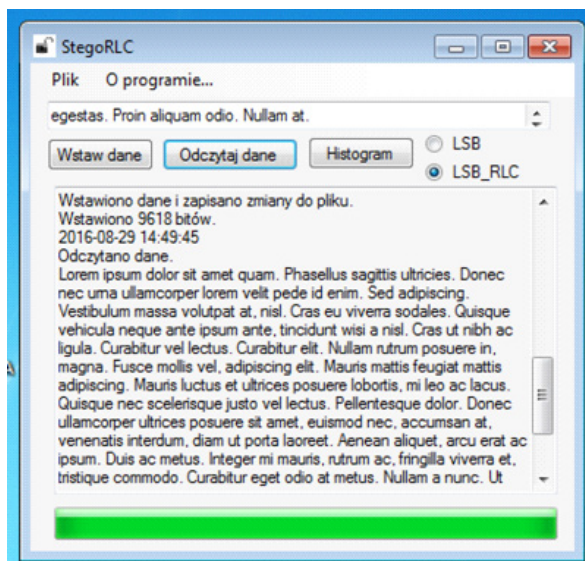 StegoRLC
Plik O programie...
egestas. Proin aliquam odio. Nullam at.
Wstaw dane Odczytaj dane Histogram LSB
LSB_RLC
Wstawiono dane i zapisano zmiany do pliku.
Wstawiono 9618 bitów.
2016-08-29 14:49:45
Odczytano dane.
Lorem ipsum dolor sit amet quam. Phasellus sagittis ultricies. Donec
nec urna ullamcorper lorem velit pede id enim. Sed adipiscing.
Vestibulum massa volutpat at, nisl. Cras eu viverra sodales. Quisque
vehicula neque ante ipsum ante, tincidunt wisi a nisl. Cras ut nibh ac
ligula. Curabitur vel lectus. Curabitur elit. Nullam rutrum posuere in,
magna. Fusce mollis vel, adipiscing elit. Mauris mattis feugiat mattis
adipiscing. Mauris luctus et ultrices posuere lobortis, mi leo ac lacus.
Quisque nec scelerisque justo vel lectus. Pellentesque dolor. Donec
ullamcorper ultrices posuere sit amet, euismod nec, accumsan at,
venenatis interdum, diam ut porta laoreet. Aenean aliquet, arcu erat ac
ipsum. Duis ac metus. Integer mi mauris, rutrum ac, fringilla viverra et,
tristique commodo. Curabitur eget odio at metus. Nullam a nunc. Ut